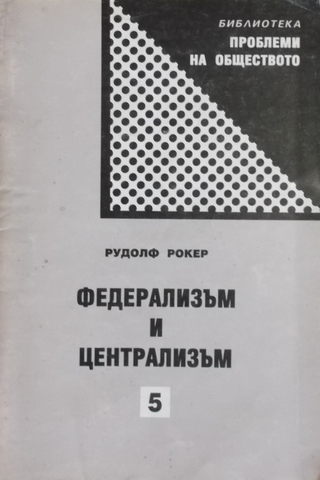 БИБЛИОТЕКА
ПРОБЛЕМИ
НА ОБЩЕСТВОТО
РУДОЛФ РОКЕР
ФЕДЕРАЛИЗЪМ
И
ЦЕНТРАЛИЗЪМ
5